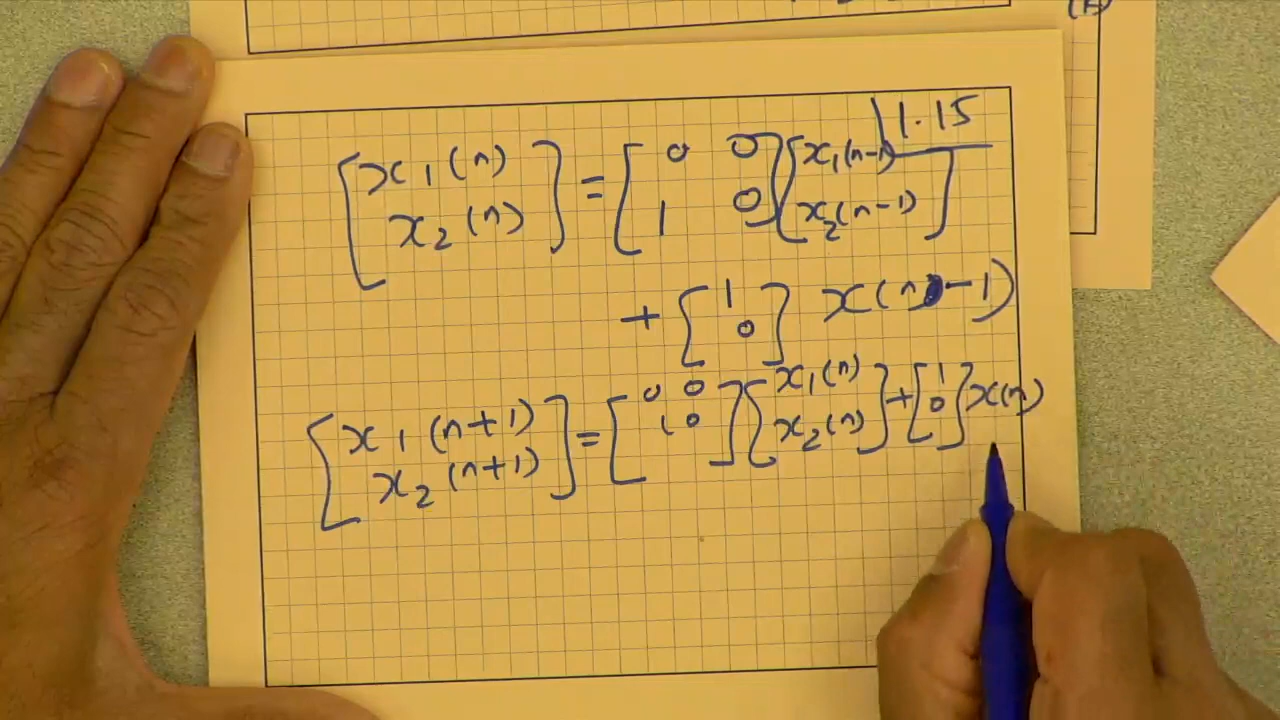 1.15
[x₁(n) x₂(n)] = [0 0 1 0] [x₁(n-1) x₂(n-1)]
+ [1 0] x(n-1)
[x₁(n+1) x₂(n+1)] = [0 0 1 0] [x₁(n) x₂(n)] + [1 0] x(n)